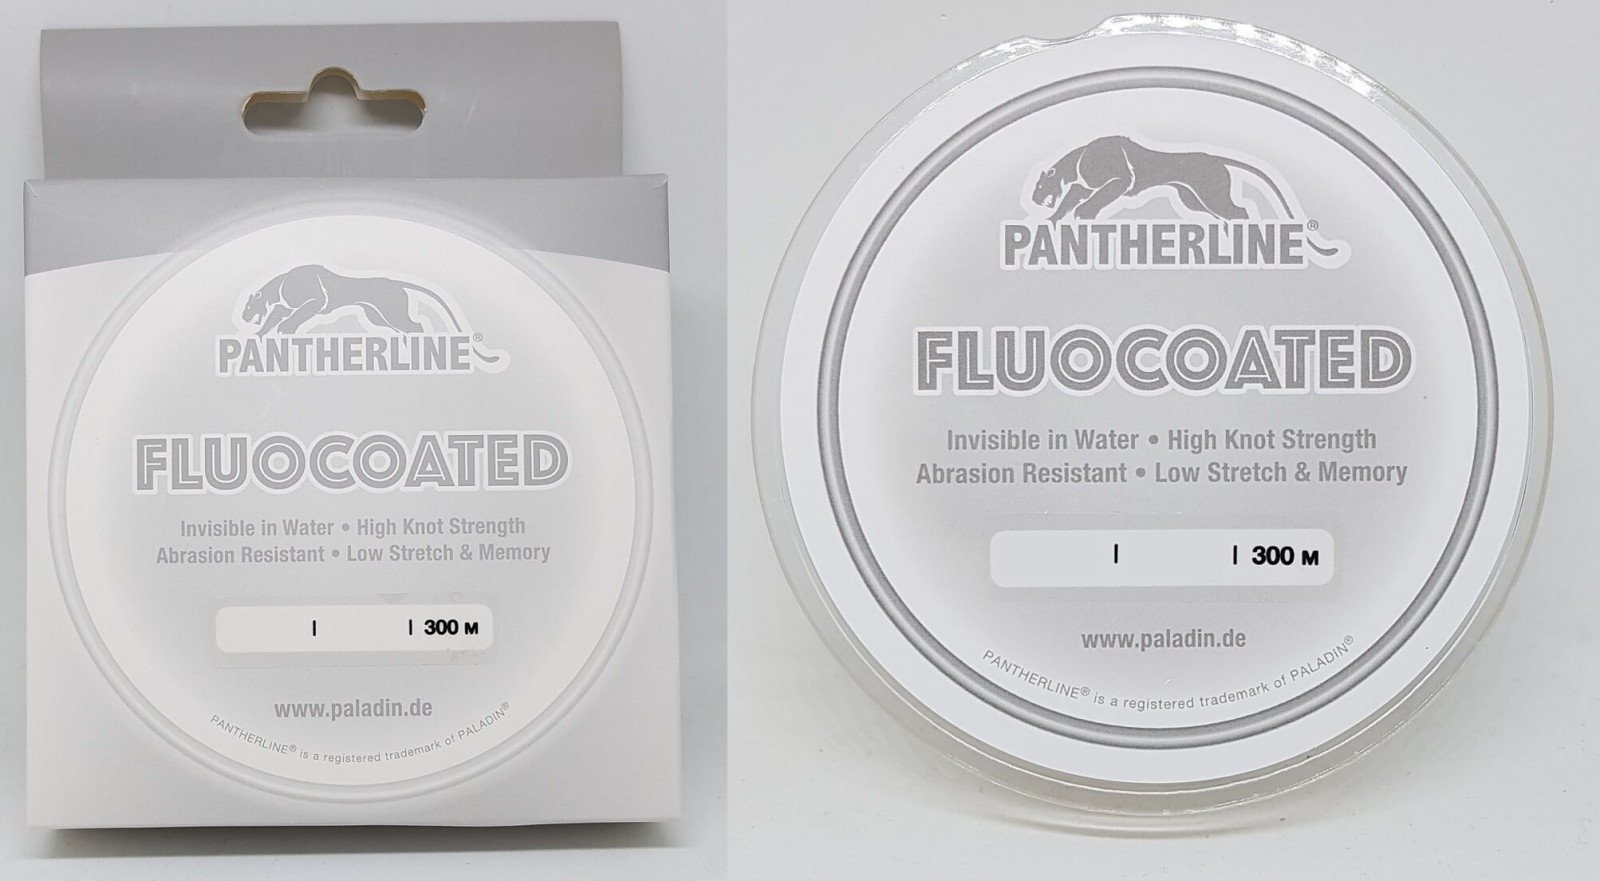 PANTHERLINE®
FLUOCOATED
Invisible in Water • High Knot Strength
Abrasion Resistant • Low Stretch & Memory
| | 300 M
www.paladin.de
PANTHERLINE® is a registered trademark of PALADIN®
PANTHERLINE®
FLUOCOATED
Invisible in Water • High Knot Strength
Abrasion Resistant • Low Stretch & Memory
| | 300 M
www.paladin.de
PANTHERLINE® is a registered trademark of PALADIN®